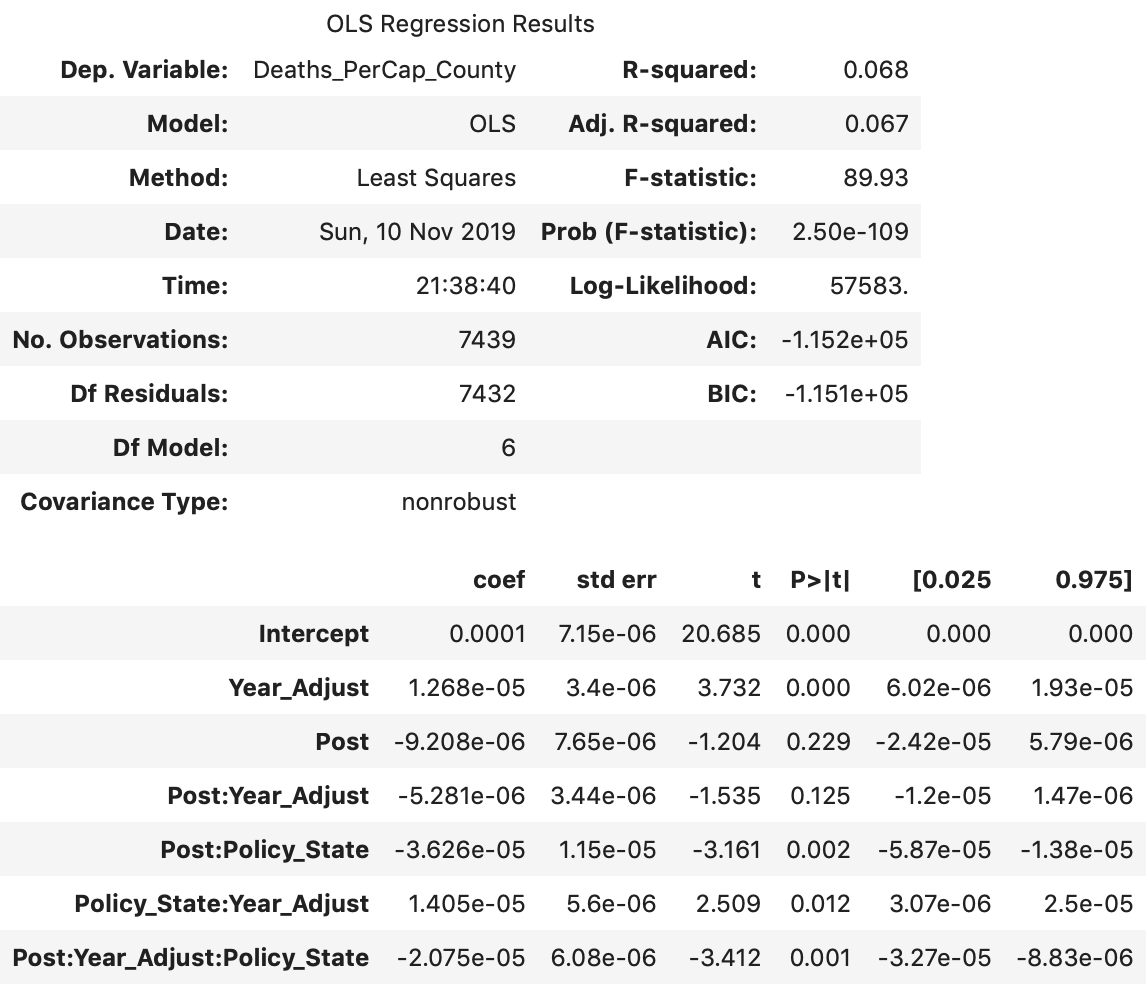 OLS Regression Results
Dep. Variable: Deaths_PerCap_County R-squared: 0.068
Model: OLS Adj. R-squared: 0.067
Method: Least Squares F-statistic: 89.93
Date: Sun, 10 Nov 2019 Prob (F-statistic): 2.50e-109
Time: 21:38:40 Log-Likelihood: 57583.
No. Observations: 7439 AIC: -1.152e+05
Df Residuals: 7432 BIC: -1.151e+05
Df Model: 6
Covariance Type: nonrobust
coef std err t P>|t| [0.025 0.975]
Intercept 0.0001 7.15e-06 20.685 0.000 0.000 0.000
Year_Adjust 1.268e-05 3.4e-06 3.732 0.000 6.02e-06 1.93e-05
Post -9.208e-06 7.65e-06 -1.204 0.229 -2.42e-05 5.79e-06
Post:Year_Adjust -5.281e-06 3.44e-06 -1.535 0.125 -1.2e-05 1.47e-06
Post:Policy_State -3.626e-05 1.15e-05 -3.161 0.002 -5.87e-05 -1.38e-05
Policy_State:Year_Adjust 1.405e-05 5.6e-06 2.509 0.012 3.07e-06 2.5e-05
Post:Year_Adjust:Policy_State -2.075e-05 6.08e-06 -3.412 0.001 -3.27e-05 -8.83e-06